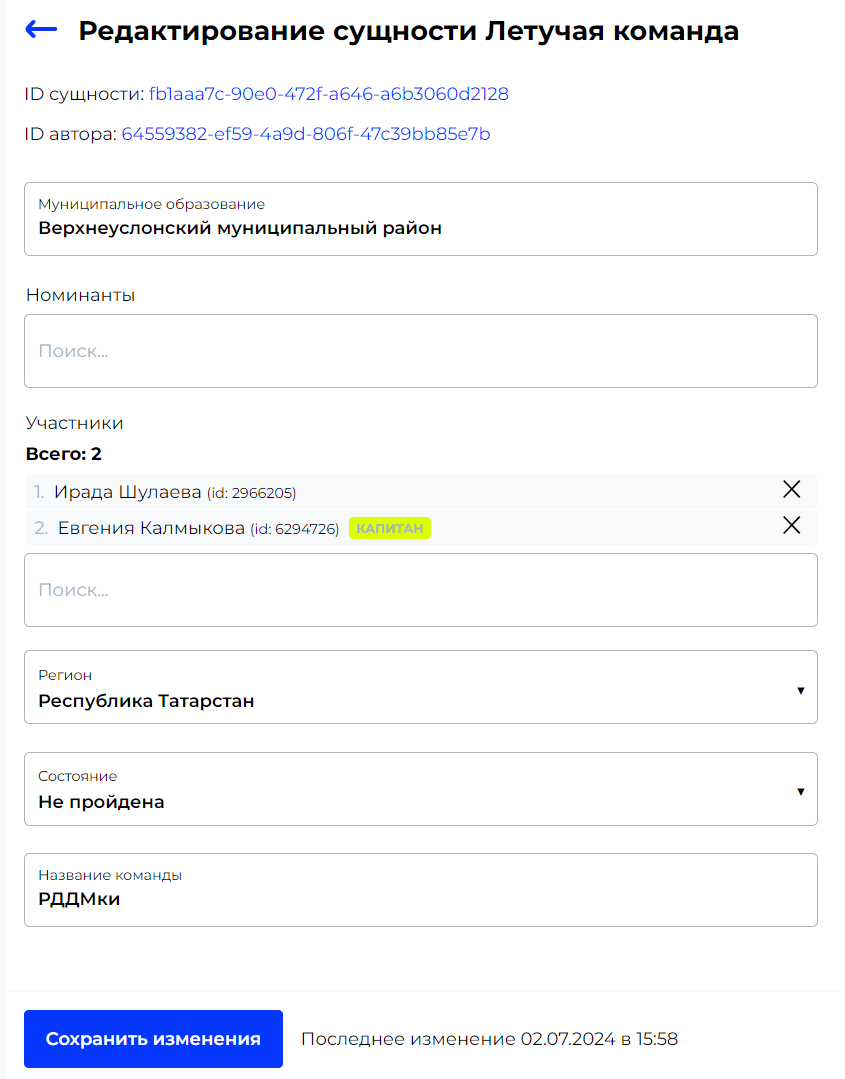 Редактирование сущности Летучая команда
ID сущности: fb1aaa7c-90e0-472f-a646-a6b3060d2128
ID автора: 64559382-ef59-4a9d-806f-47c39bb85e7b
Муниципальное образование
Верхнеуслонский муниципальный район
Номинанты
Поиск...
Участники
Всего: 2
1. Ирада Шулаева (id: 2966205)
2. Евгения Калмыкова (id: 6294726) КАПИТАН
Поиск...
Регион
Республика Татарстан
Состояние
Не пройдена
Название команды
РДДМки
Сохранить изменения Последнее изменение 02.07.2024 в 15:58